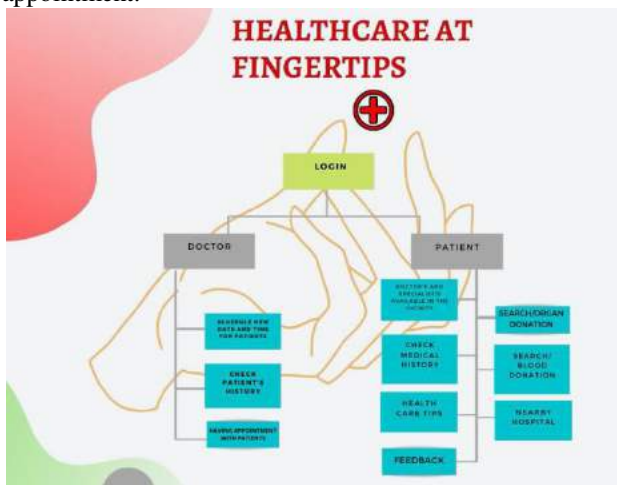 appointment.
HEALTHCARE AT
FINGERTIPS
LOGIN
DOCTOR
PATIENT
SCHEDULE NEW
DATE AND TIME
FOR PATIENTS
CHECK
PATIENT'S
HISTORY
FIXING APPOINTMENT
WITH PATIENTS
DOCTOR'S AND
SPECIALISTS
AVAILABLE IN THE
VICINITY
CHECK
MEDICAL
HISTORY
HEALTH
CARE TIPS
FEEDBACK
SEARCH/ORGAN
DONATION
SEARCH/
BLOOD
DONATION
NEARBY
HOSPITAL